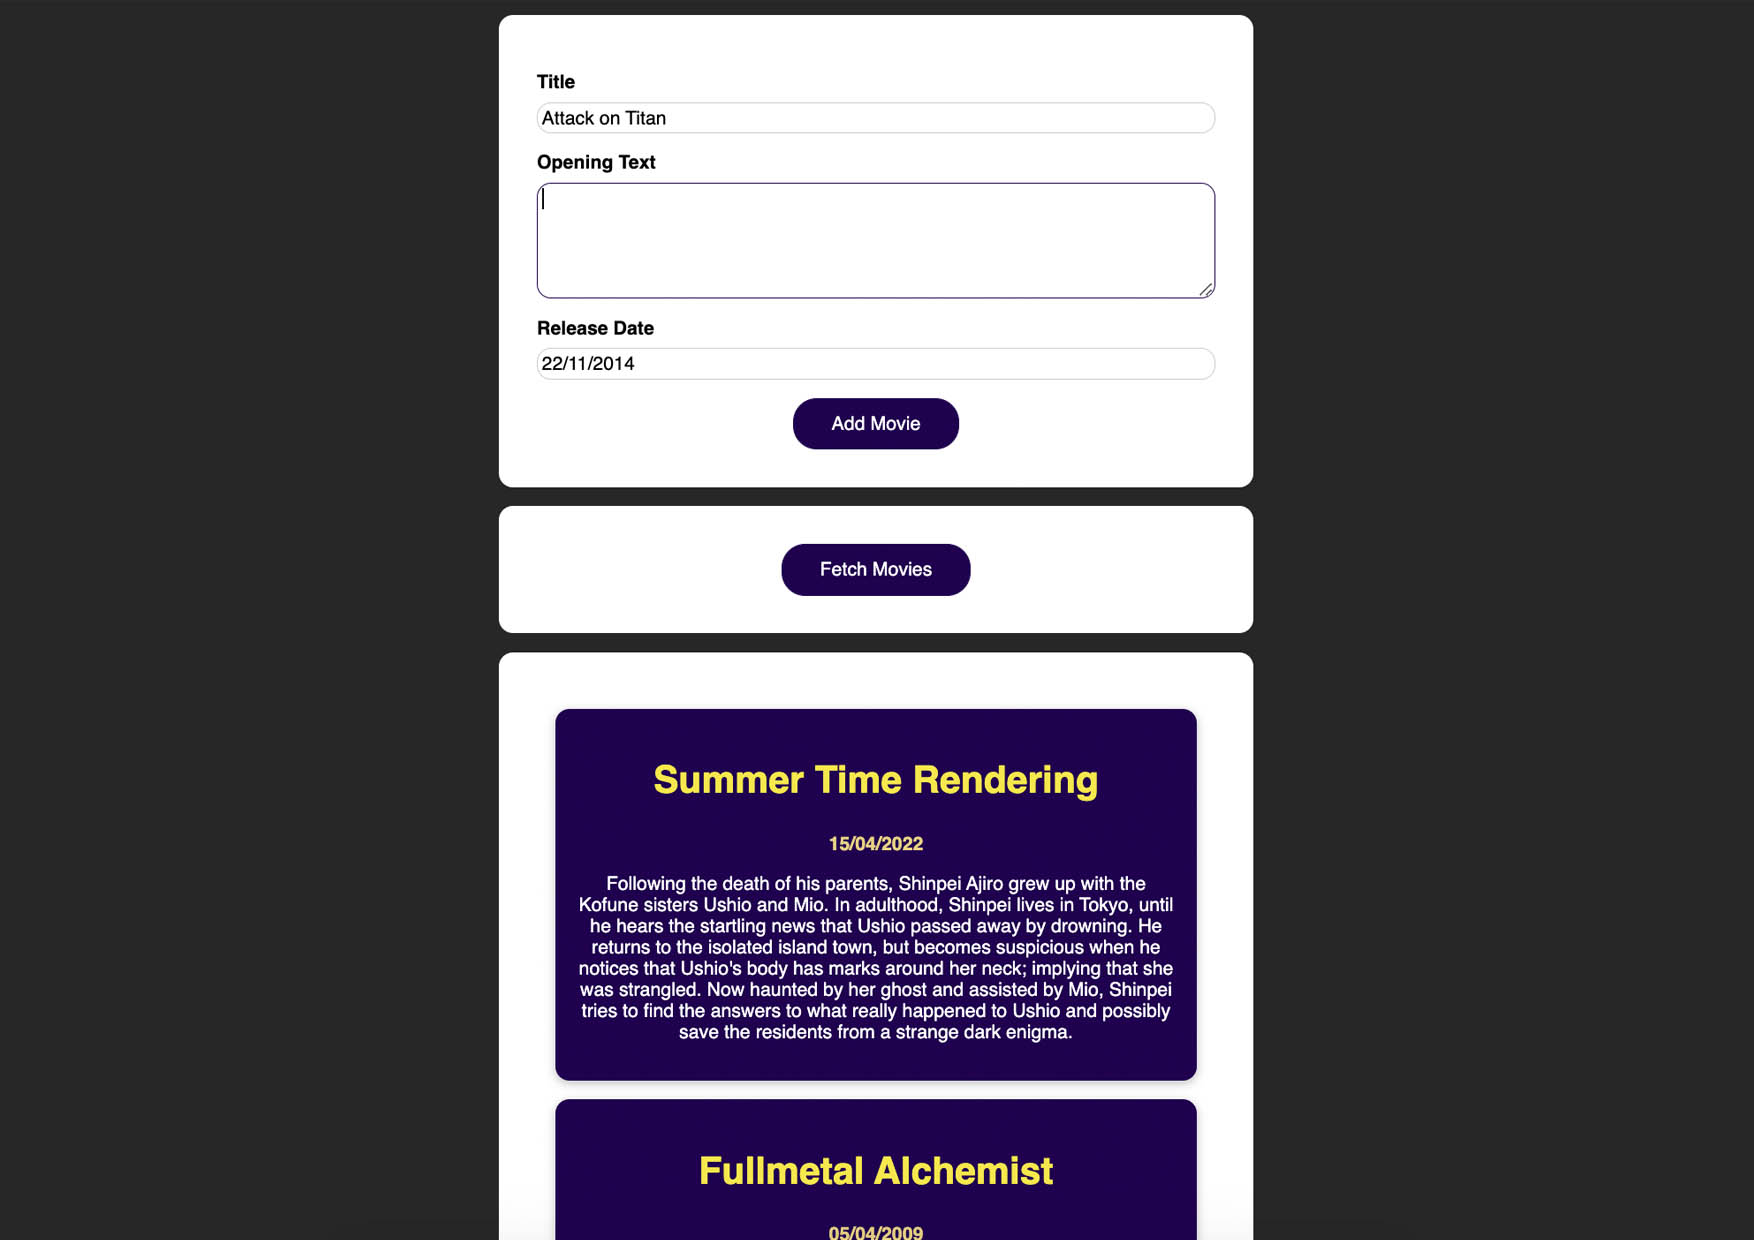 Title
Attack on Titan
Opening Text
Release Date
22/11/2014
Add Movie
Fetch Movies
Summer Time Rendering
15/04/2022
Following the death of his parents, Shinpei Ajiro grew up with the
Kofune sisters Ushio and Mio. In adulthood, Shinpei lives in Tokyo, until
he hears the startling news that Ushio passed away by drowning. He
returns to the isolated island town, but becomes suspicious when he
notices that Ushio's body has marks around her neck; implying that she
was strangled. Now haunted by her ghost and assisted by Mio, Shinpei
tries to find the answers to what really happened to Ushio and possibly
save the residents from a strange dark enigma.
Fullmetal Alchemist
05/04/2009